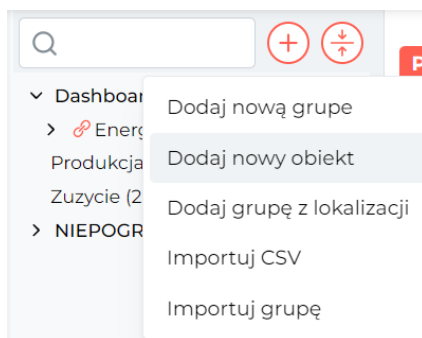 P
Dashboar
Energ
Produkcja
Zuzycie (2
NIEPOGR
Dodaj nową grupe
Dodaj nowy obiekt
Dodaj grupę z lokalizacji
Importuj CSV
Importuj grupę